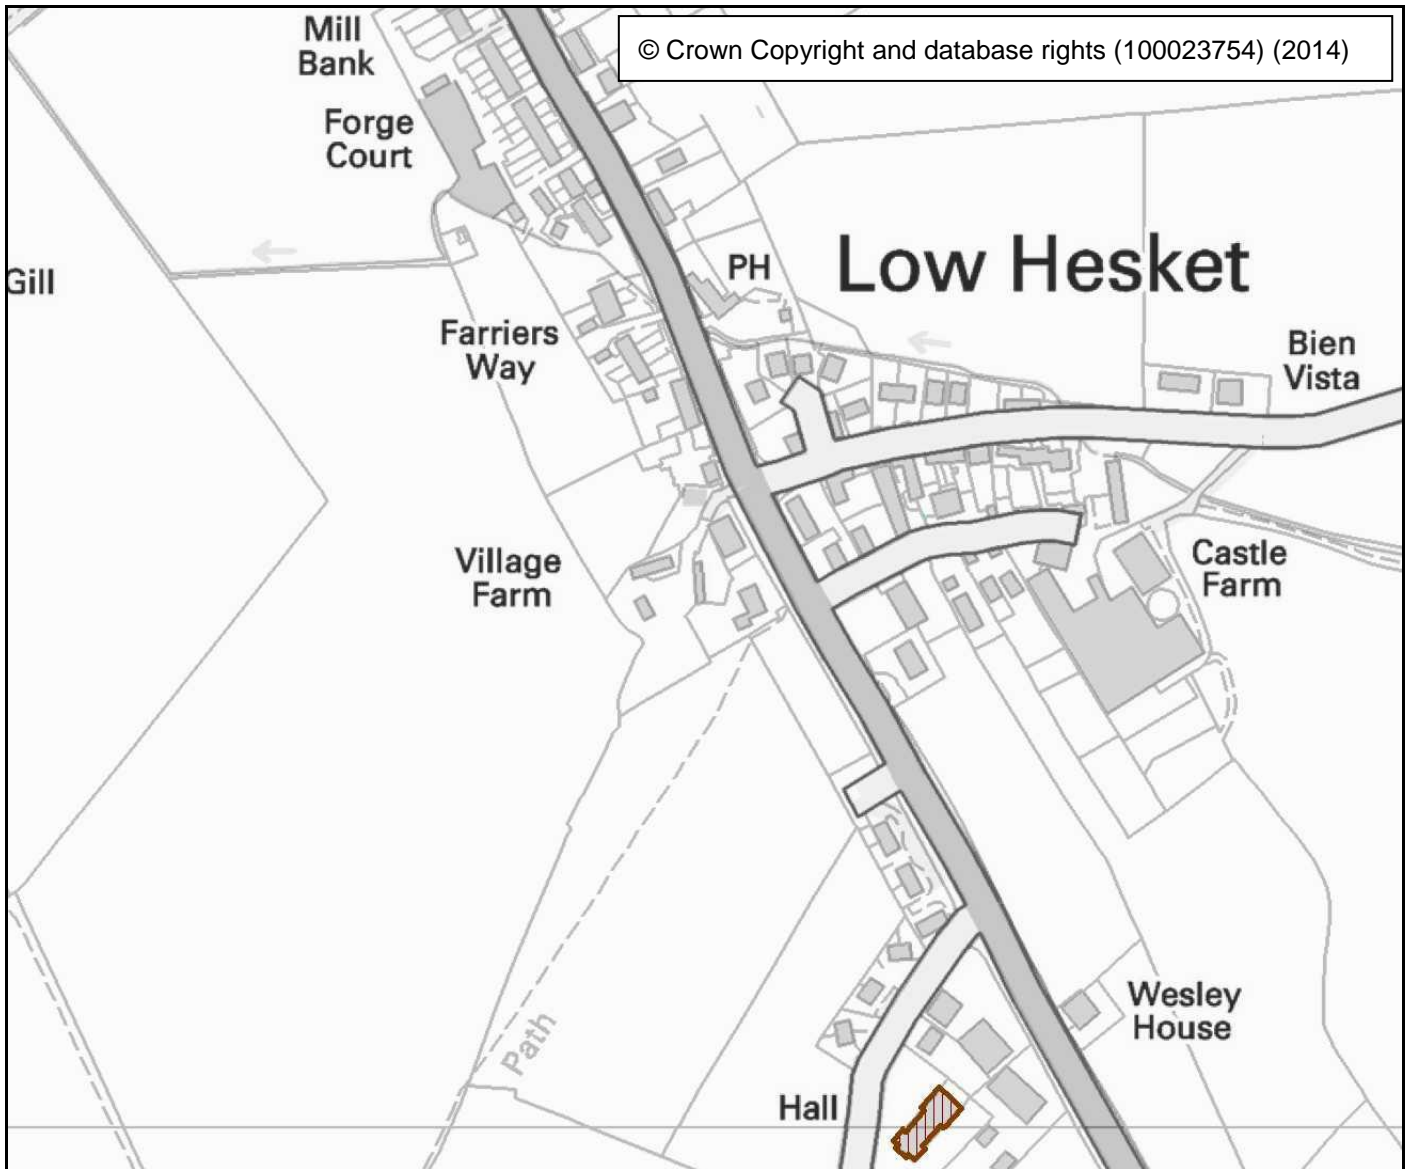 Mill
Bank
© Crown Copyright and database rights (100023754) (2014)
Forge
Court
Low Hesket
PH
Gill
Farriers
Way
Bien
Vista
Village
Farm
Castle
Farm
Wesley
House
Path
Hall